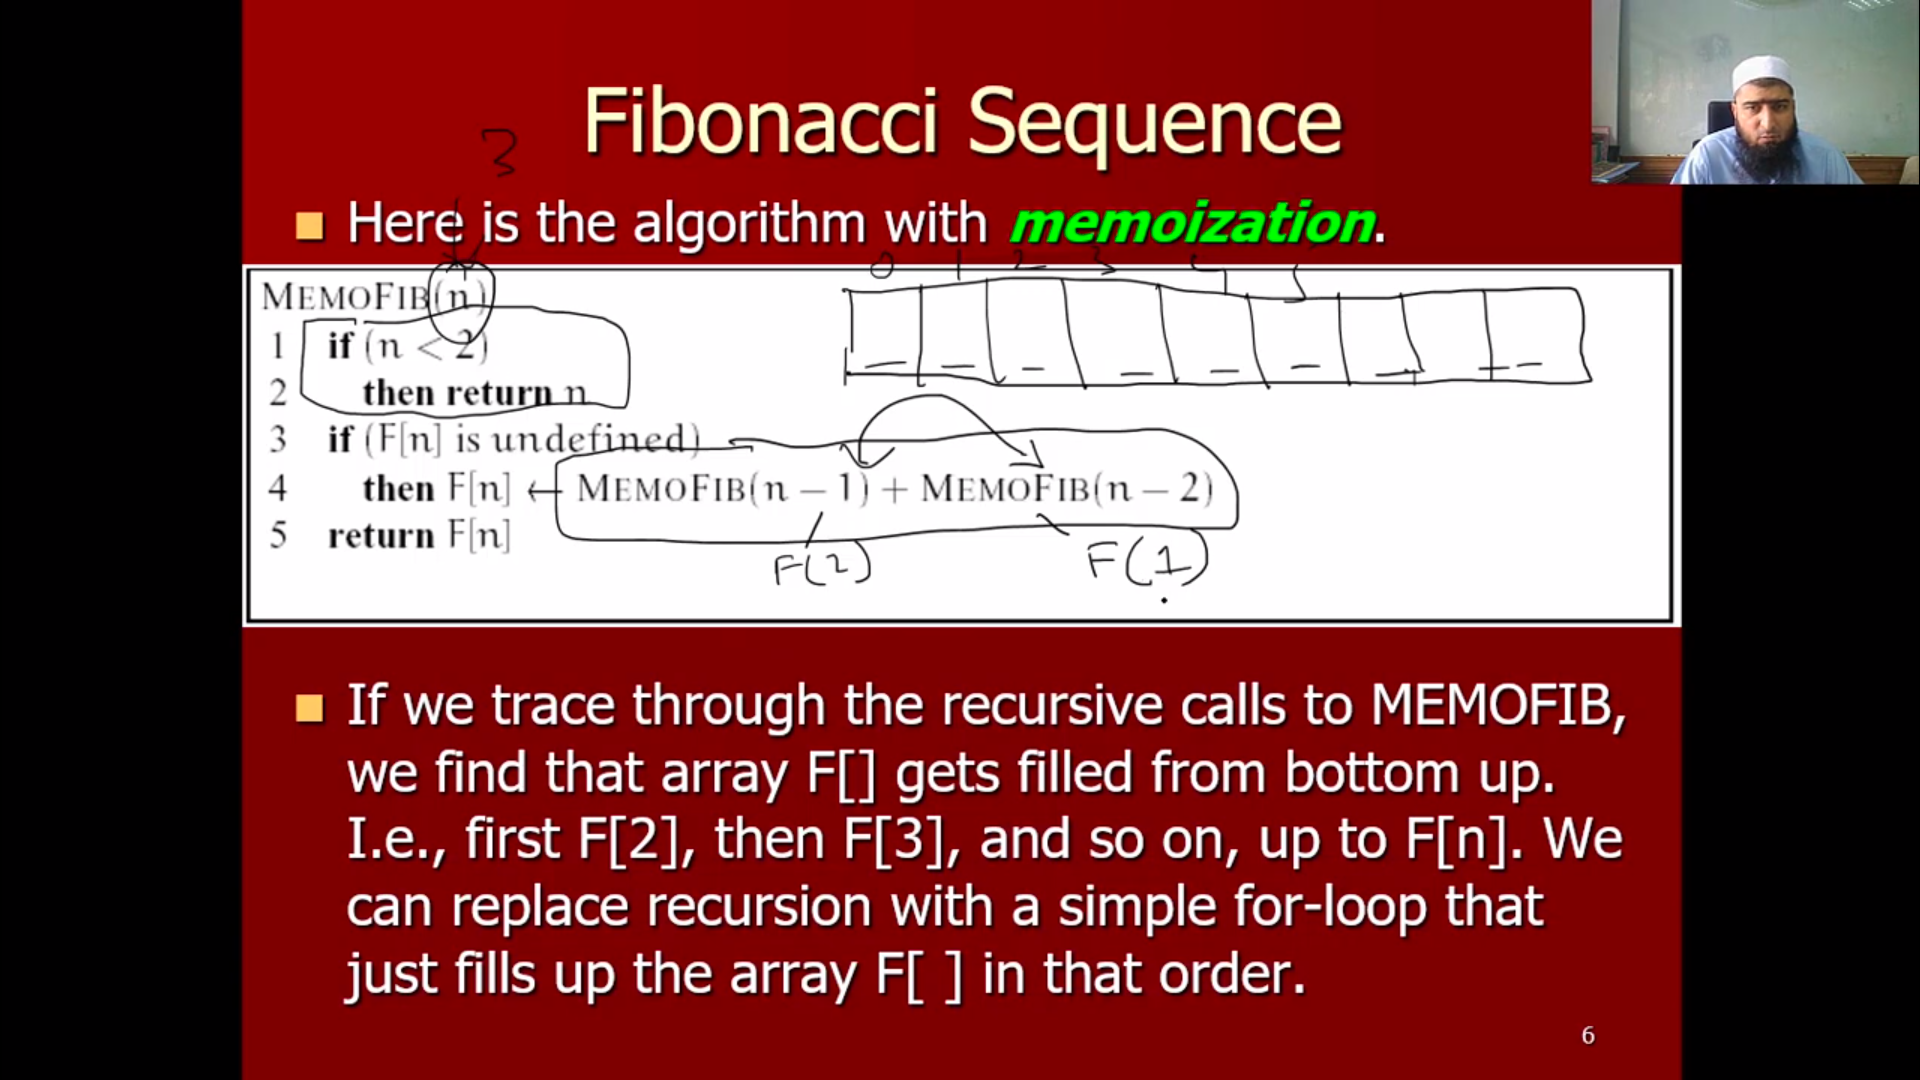 Fibonacci Sequence
3
■ Here is the algorithm with memoization.
0 1 2 3 4 5
MEMOFIB(n)
1 if (n < 2)
2 then return n
3 if (F[n] is undefined)
4 then F[n] ← MEMOFIB(n − 1) + MEMOFIB(n − 2)
5 return F[n]
F(2) F(1)
■ If we trace through the recursive calls to MEMOFIB,
we find that array F[] gets filled from bottom up.
I.e., first F[2], then F[3], and so on, up to F[n]. We
can replace recursion with a simple for-loop that
just fills up the array F[ ] in that order.
6